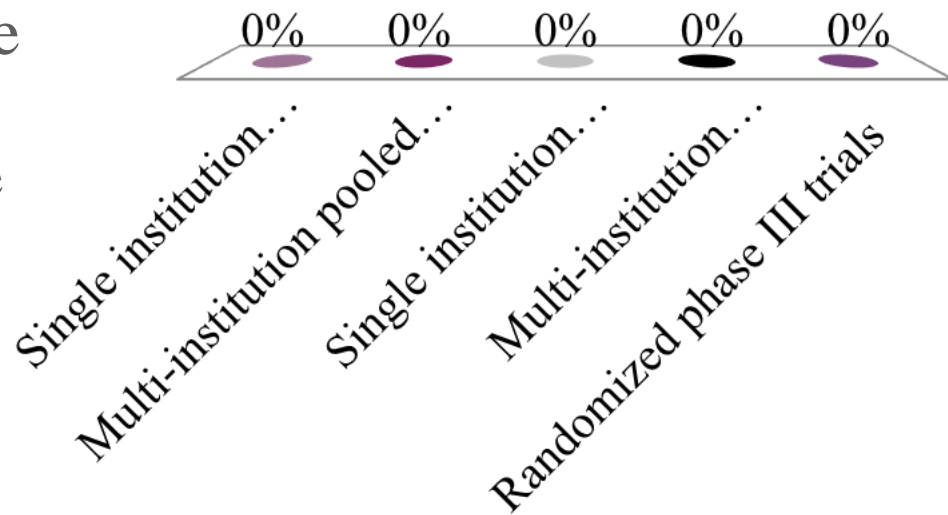 e
0% 0% 0% 0% 0%
e
Single institution…
Multi-institution pooled…
Single institution…
Multi-institution…
Randomized phase III trials